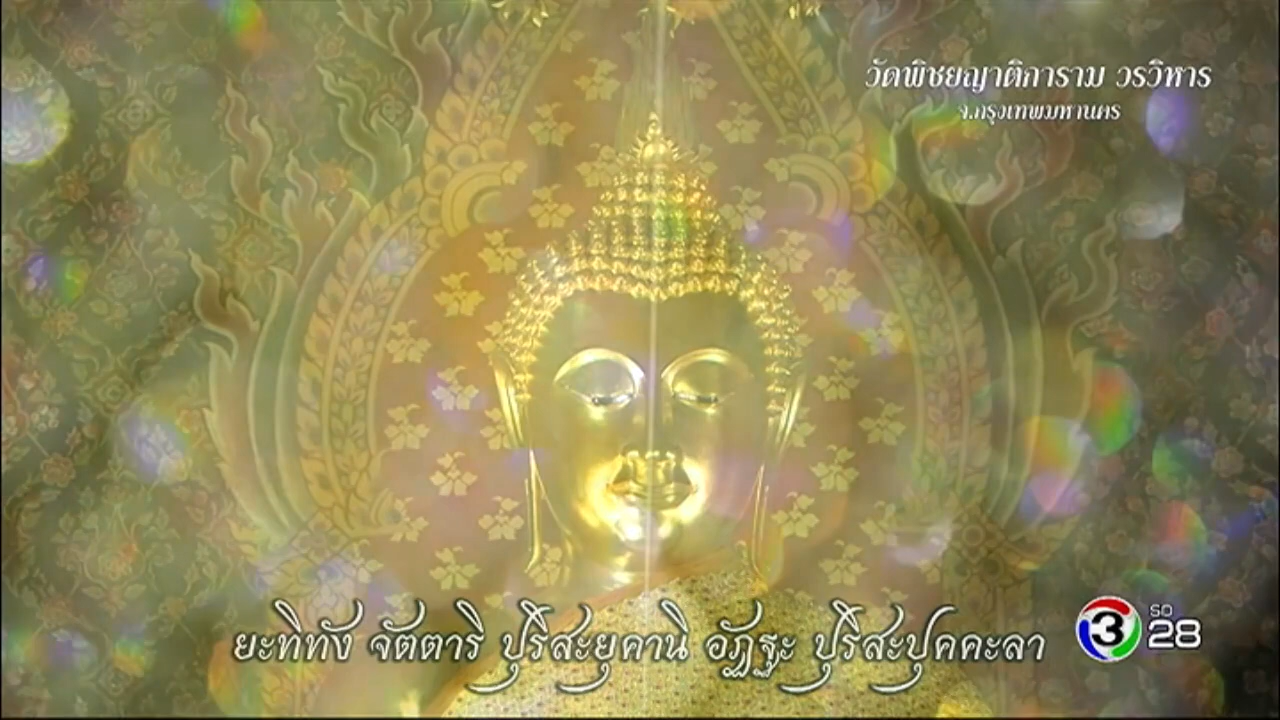 วัดพิชยญาติการาม วรวิหาร
จ.กรุงเทพมหานคร
ยะทิทัง จัตตาริ ปุริสะยุคานิ อัฏฐะ ปุริสะปุคคะลา
3 SD
28